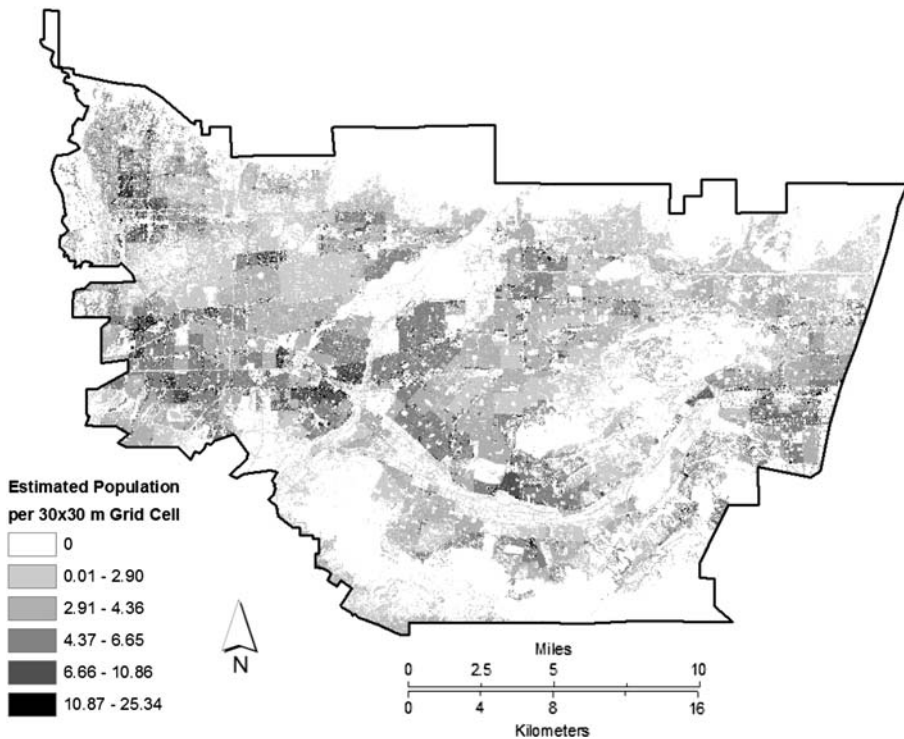 Estimated Population
per 30x30 m Grid Cell
0
0.01 - 2.90
2.91 - 4.36
4.37 - 6.65
6.66 - 10.86
10.87 - 25.34
N
Miles
0 2.5 5 10
0 4 8 16
Kilometers